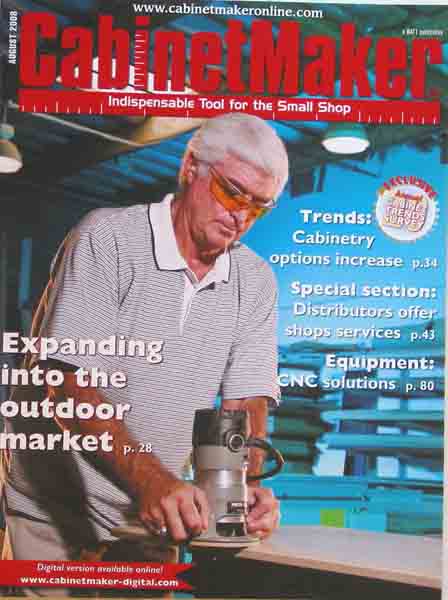 www.cabinetmakeronline.com
AUGUST 2008
CabinetMaker
Indispensable Tool for the Small Shop
EXCLUSIVE
CABINET
TRENDS
SURVEY
Trends:
Cabinetry
options increase p.34
Special section:
Distributors offer
shops services p.43
Equipment:
CNC solutions p. 80
Expanding
into the
outdoor
market p. 28
Digital version available online!
www.cabinetmaker-digital.com